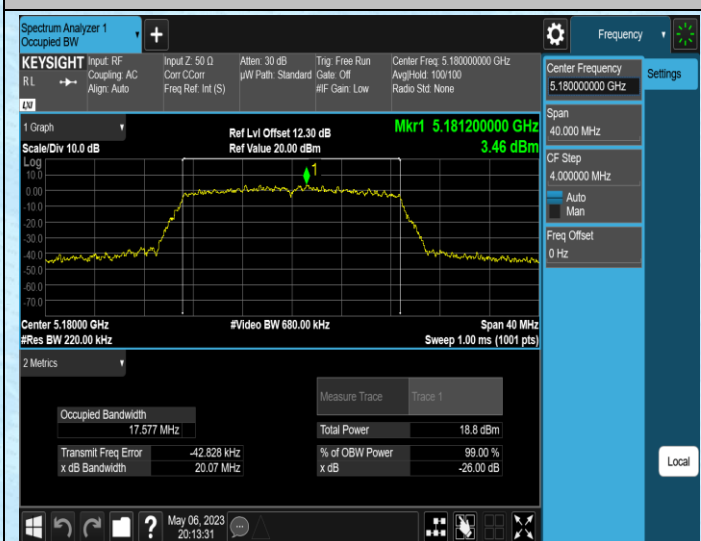 Spectrum Analyzer 1
Occupied BW
Frequency
KEYSIGHT
Input: RF
Input Z: 50 Ω
Atten: 30 dB
Trig: Free Run
Center Freq: 5.180000000 GHz
R L
Coupling: AC
Corr CCorr
µW Path: Standard
Gate: Off
Avg|Hold: 100/100
Align: Auto
Freq Ref: Int (S)
#IF Gain: Low
Radio Std: None
LXI
1 Graph
Ref Lvl Offset 12.30 dB
Mkr1 5.181200000 GHz
Scale/Div 10.0 dB
Ref Value 20.00 dBm
3.46 dBm
Log
10.0
0.00
-10.0
-20.0
-30.0
-40.0
-50.0
-60.0
-70.0
1
Center 5.18000 GHz
#Video BW 680.00 kHz
Span 40 MHz
#Res BW 220.00 kHz
Sweep 1.00 ms (1001 pts)
2 Metrics
Measure Trace
Trace 1
Occupied Bandwidth
17.577 MHz
Total Power
18.8 dBm
Transmit Freq Error
-42.828 kHz
% of OBW Power
99.00 %
x dB Bandwidth
20.07 MHz
x dB
-26.00 dB
May 06, 2023
20:13:31
Center Frequency
5.180000000 GHz
Settings
Span
40.000 MHz
CF Step
4.000000 MHz
Auto
Man
Freq Offset
0 Hz
Local